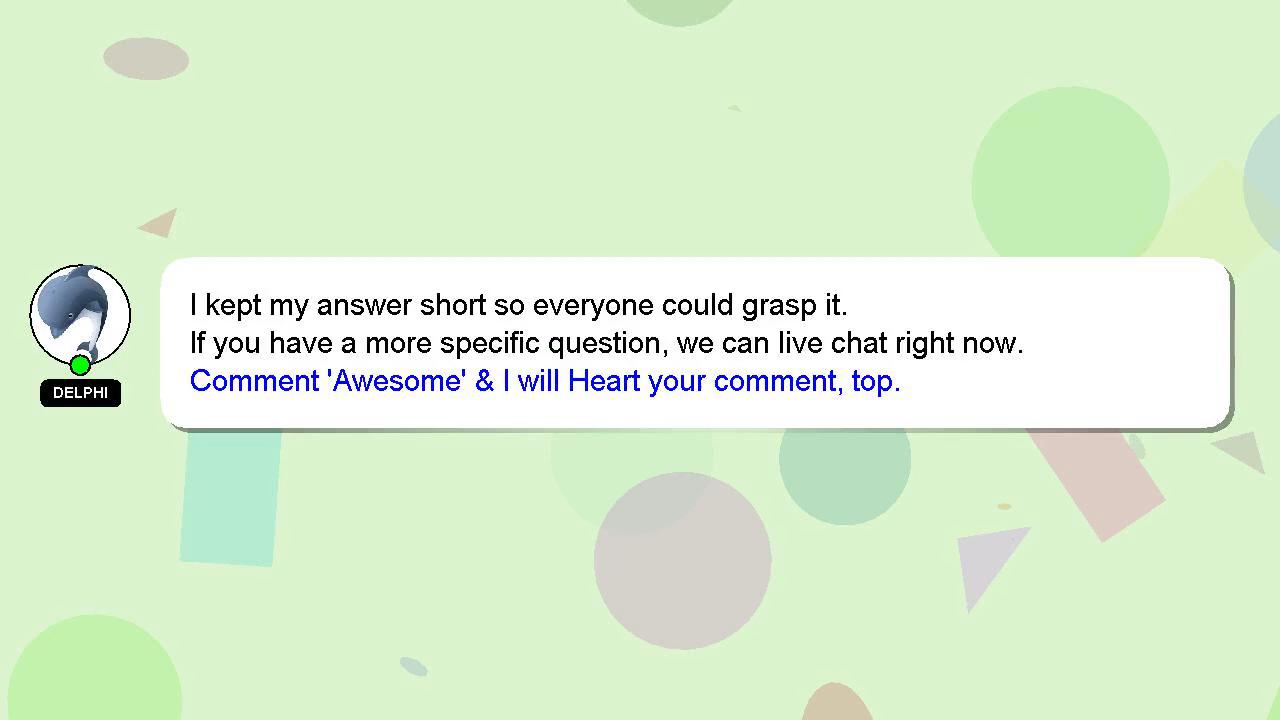 I kept my answer short so everyone could grasp it.
If you have a more specific question, we can live chat right now.
Comment 'Awesome' & I will Heart your comment, top.
DELPHI